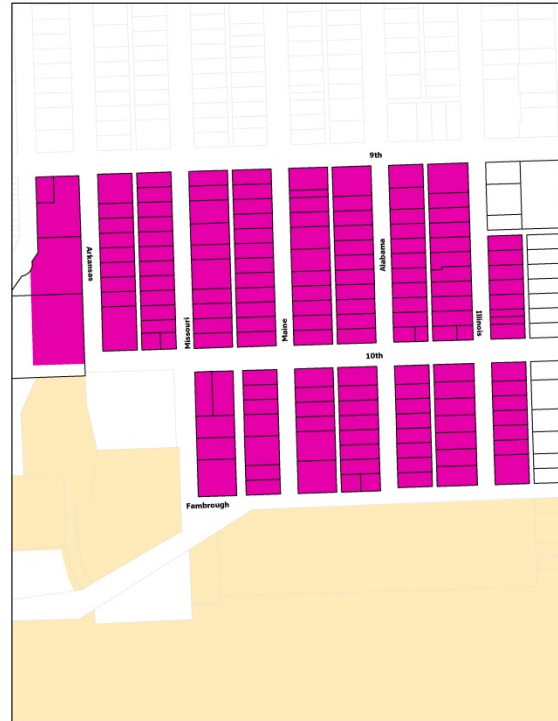 9th
Arkansas
Missouri
Maine
Alabama
Illinois
10th
Fambrough